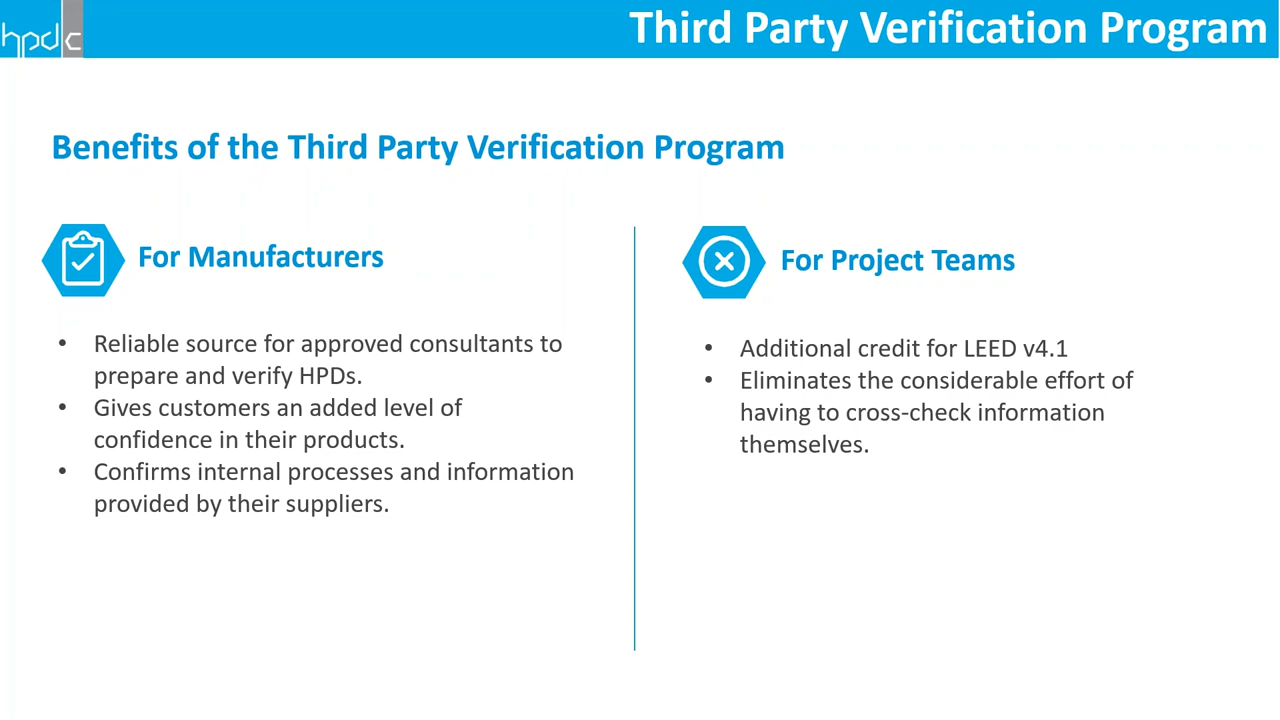 hpdc
Third Party Verification Program
Benefits of the Third Party Verification Program
For Manufacturers
• Reliable source for approved consultants to
prepare and verify HPDs.
• Gives customers an added level of
confidence in their products.
• Confirms internal processes and information
provided by their suppliers.
For Project Teams
• Additional credit for LEED v4.1
• Eliminates the considerable effort of
having to cross-check information
themselves.